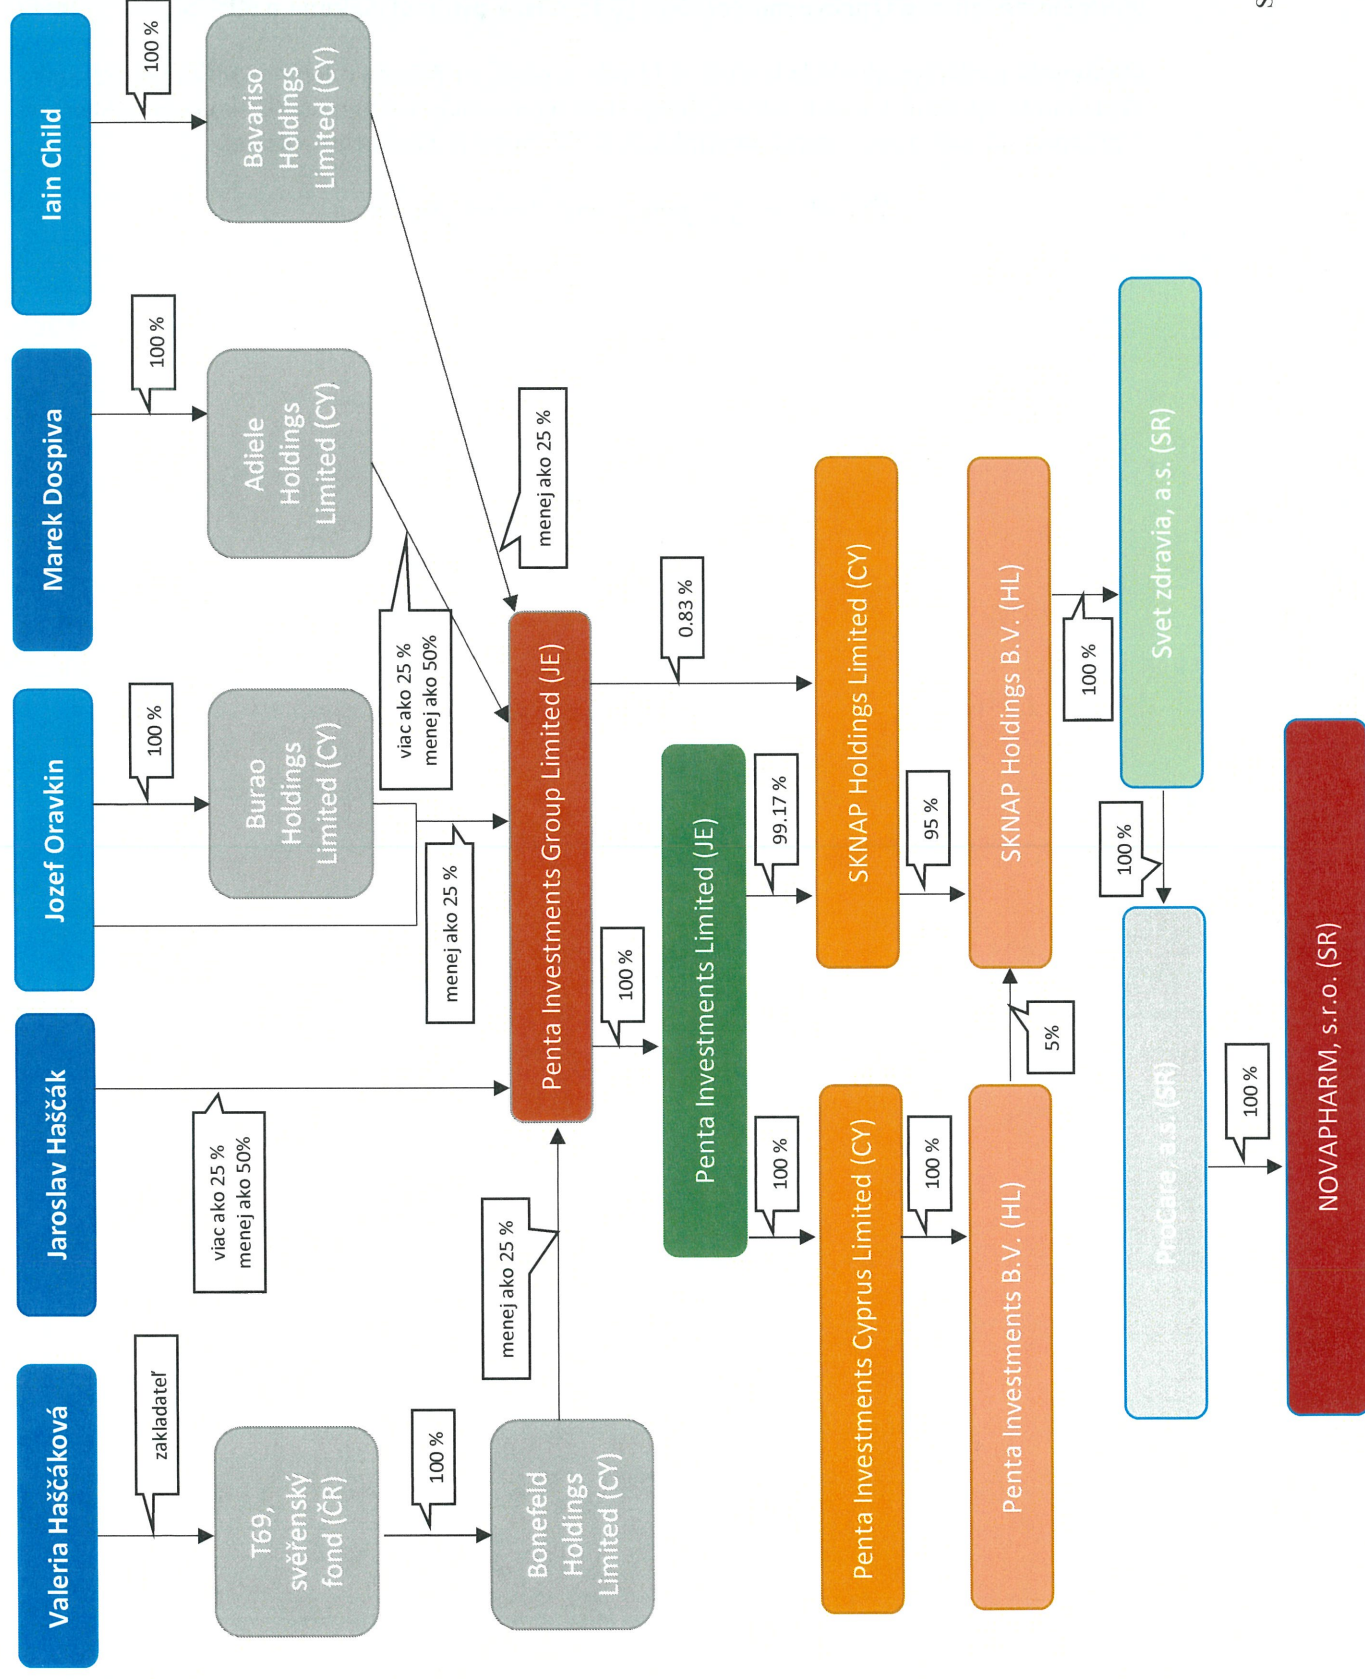 Valeria Haščáková
Jaroslav Haščák
Jozef Oravkin
Marek Dospiva
Iain Child
zakladateľ
viac ako 25 %
menej ako 50%
100 %
100 %
100 %
T69,
svěřenský
fond (ČR)
Burao
Holdings
Limited (CY)
Adiele
Holdings
Limited (CY)
Bavariso
Holdings
Limited (CY)
100 %
menej ako 25 %
viac ako 25 %
menej ako 50%
menej ako 25 %
menej ako 25 %
Bonefeld
Holdings
Limited (CY)
Penta Investments Group Limited (JE)
100 %
0.83 %
Penta Investments Limited (JE)
100 %
99.17 %
Penta Investments Cyprus Limited (CY)
SKNAP Holdings Limited (CY)
100 %
95 %
Penta Investments B.V. (HL)
5%
SKNAP Holdings B.V. (HL)
100 %
ProCare, a.s. (SR)
100 %
Svet zdravia, a.s. (SR)
100 %
NOVAPHARM, s.r.o. (SR)
S